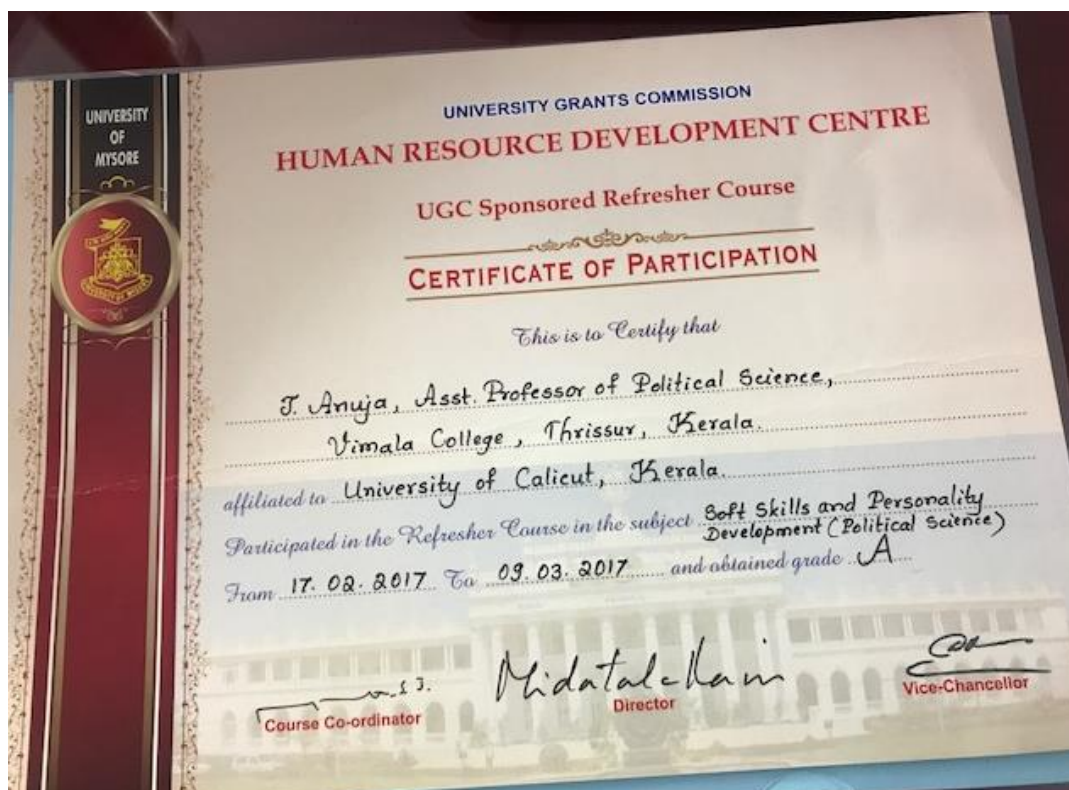 UNIVERSITY
OF
MYSORE
UNIVERSITY GRANTS COMMISSION
HUMAN RESOURCE DEVELOPMENT CENTRE
UGC Sponsored Refresher Course
CERTIFICATE OF PARTICIPATION
This is to Certify that
T. Anuja, Asst. Professor of Political Science,
Vimala College, Thrissur, Kerala.
affiliated to University of Calicut, Kerala.
Participated in the Refresher Course in the subject Soft Skills and Personality
Development (Political Science)
From 17. 02. 2017 To 09. 03. 2017 and obtained grade A
Course Co-ordinator
Director
Vice-Chancellor